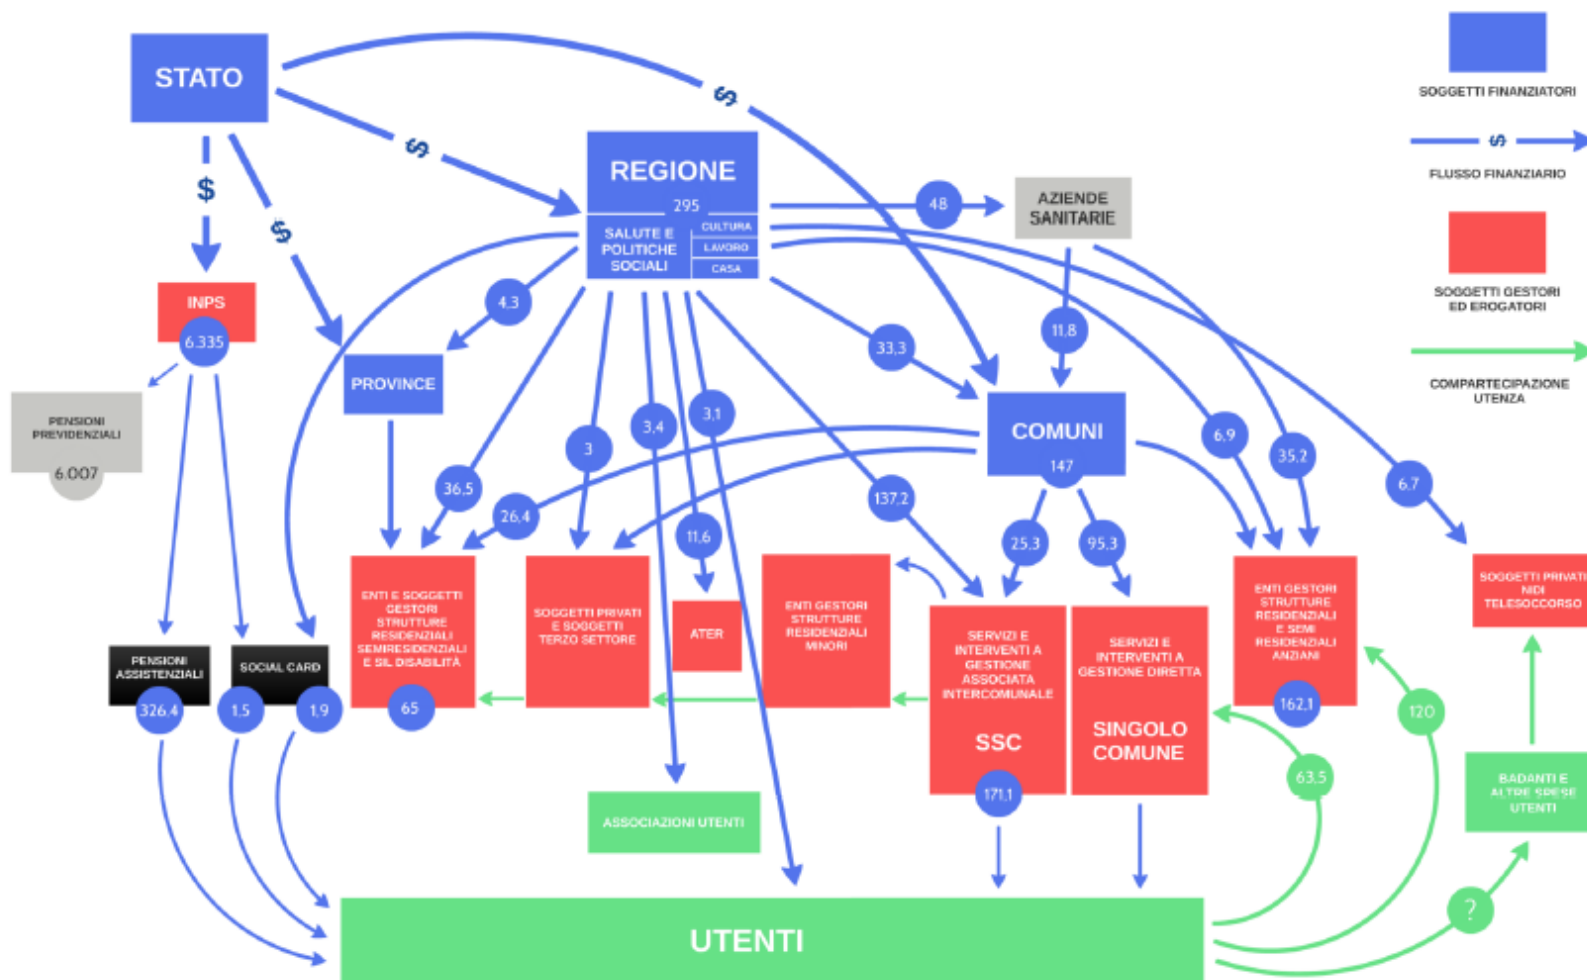 STATO
$
$
$
$
REGIONE
295
SALUTE E
POLITICHE
SOCIALI
CULTURA
LAVORO
CASA
48
AZIENDE
SANITARIE
SOGGETTI FINANZIATORI
$
FLUSSO FINANZIARIO
SOGGETTI GESTORI
ED EROGATORI
COMPARTECIPAZIONE
UTENZA
INPS
6.335
4,3
33,3
11,8
PROVINCE
PENSIONI
PREVIDENZIALI
6.007
3
3,4
3,1
COMUNI
147
6,9
35,2
6,7
36,5
26,4
11,6
137,2
25,3
95,3
ENTI E SOGGETTI
GESTORI
STRUTTURE
RESIDENZIALI
SEMIRESIDENZIALI
E SIL DISABILITÀ
65
SOGGETTI PRIVATI
E SOGGETTI
TERZO SETTORE
ATER
ENTI GESTORI
STRUTTURE
RESIDENZIALI
MINORI
SERVIZI E
INTERVENTI A
GESTIONE
ASSOCIATA
INTERCOMUNALE
SSC
171,1
SERVIZI E
INTERVENTI A
GESTIONE DIRETTA
SINGOLO
COMUNE
ENTI GESTORI
STRUTTURE
RESIDENZIALI
E SEMI
RESIDENZIALI
ANZIANI
162,1
SOGGETTI PRIVATI
NIDI
TELESOCCORSO
PENSIONI
ASSISTENZIALI
326,4
SOCIAL CARD
1,5
1,9
63,5
120
BADANTI E
ALTRE SPESE
UTENTI
ASSOCIAZIONI UTENTI
?
UTENTI